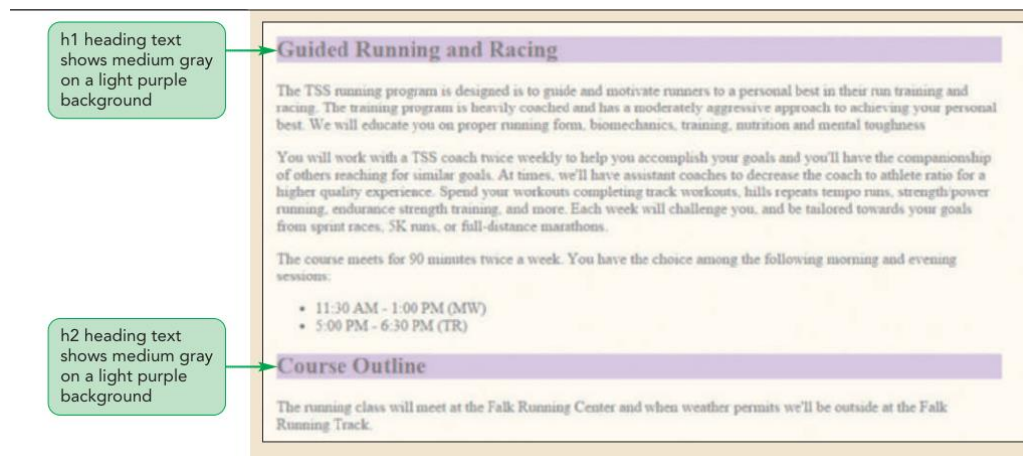 h1 heading text
shows medium gray
on a light purple
background
Guided Running and Racing
The TSS running program is designed is to guide and motivate runners to a personal best in their run training and
racing. The training program is heavily coached and has a moderately aggressive approach to achieving your personal
best. We will educate you on proper running form, biomechanics, training, nutrition and mental toughness
You will work with a TSS coach twice weekly to help you accomplish your goals and you'll have the companionship
of others reaching for similar goals. At times, we'll have assistant coaches to decrease the coach to athlete ratio for a
higher quality experience. Spend your workouts completing track workouts, hills repeats tempo runs, strength/power
running, endurance strength training, and more. Each week will challenge you, and be tailored towards your goals
from sprint races, 5K runs, or full-distance marathons.
The course meets for 90 minutes twice a week. You have the choice among the following morning and evening
sessions:
• 11:30 AM - 1:00 PM (MW)
• 5:00 PM - 6:30 PM (TR)
h2 heading text
shows medium gray
on a light purple
background
Course Outline
The running class will meet at the Falk Running Center and when weather permits we'll be outside at the Falk
Running Track.